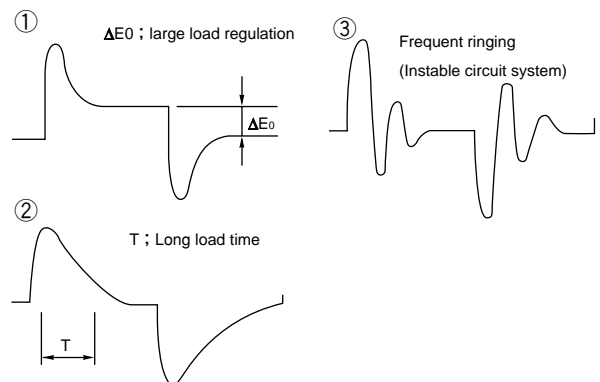 ①
ΔE0 ; large load regulation
ΔE0
②
T ; Long load time
T
③
Frequent ringing
(Instable circuit system)